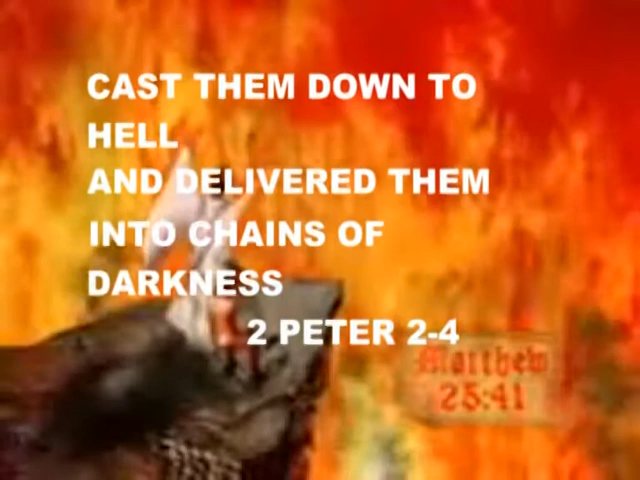 CAST THEM DOWN TO
HELL
AND DELIVERED THEM
INTO CHAINS OF
DARKNESS
2 PETER 2-4
Matthew
25:41